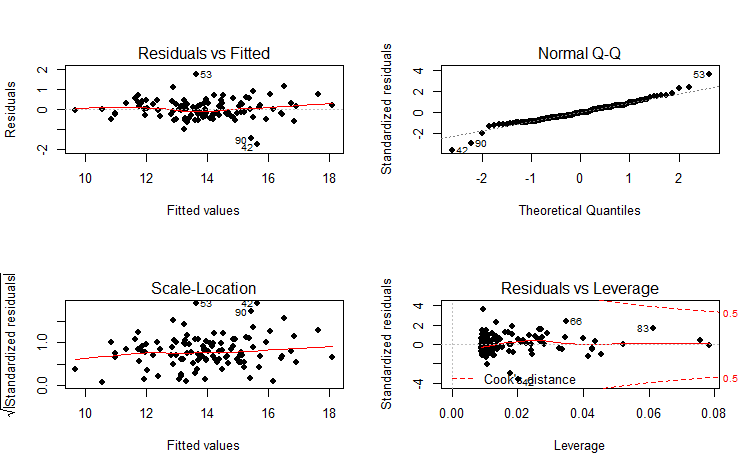 Residuals vs Fitted
Residuals
-2 0 1 2
53
90
42
10 12 14 16 18
Fitted values
Normal Q-Q
Standardized residuals
-2 0 2 4
53
42
90
-2 -1 0 1 2
Theoretical Quantiles
Scale-Location
√|Standardized residuals|
0.0 1.0
53
42
90
10 12 14 16 18
Fitted values
Residuals vs Leverage
Standardized residuals
-4 -2 0 2 4
66
83
42
0.5
0.5
Cook's distance
0.00 0.02 0.04 0.06 0.08
Leverage